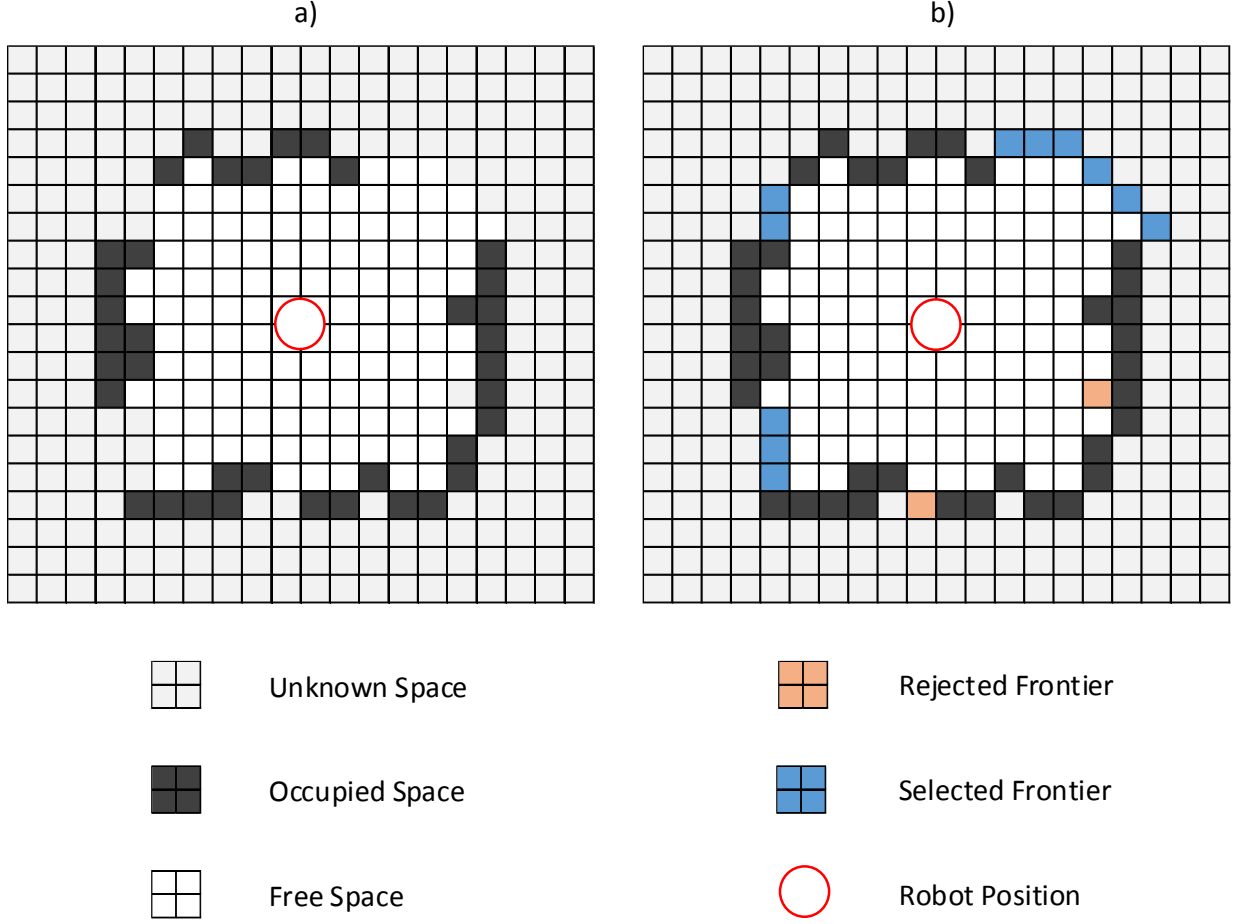 a)
b)
Unknown Space
Rejected Frontier
Occupied Space
Selected Frontier
Free Space
Robot Position